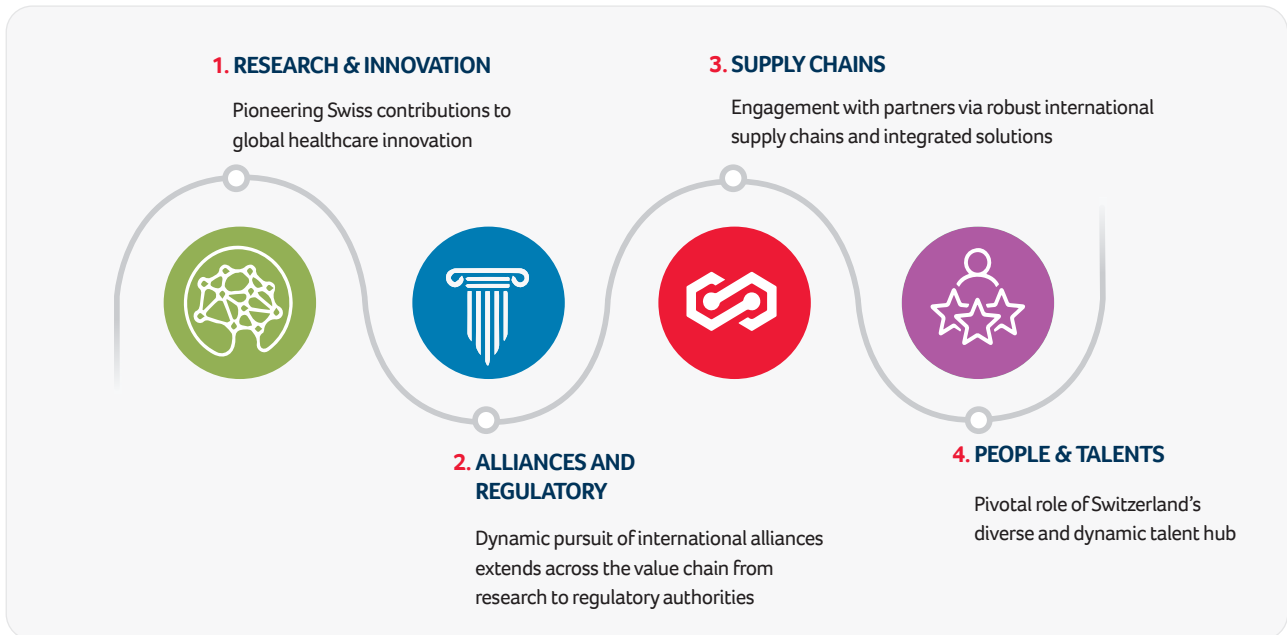 1. RESEARCH & INNOVATION
Pioneering Swiss contributions to
global healthcare innovation
2. ALLIANCES AND
REGULATORY
Dynamic pursuit of international alliances
extends across the value chain from
research to regulatory authorities
3. SUPPLY CHAINS
Engagement with partners via robust international
supply chains and integrated solutions
4. PEOPLE & TALENTS
Pivotal role of Switzerland’s
diverse and dynamic talent hub